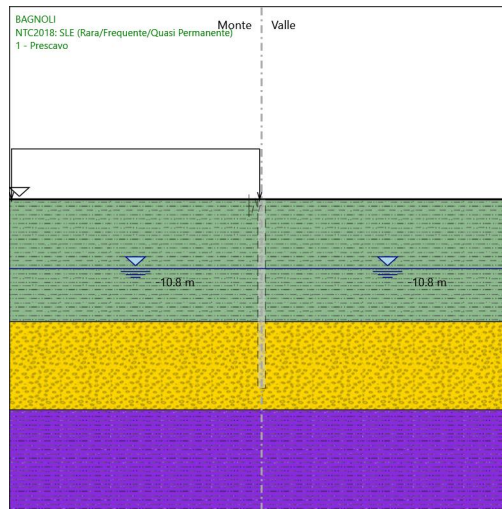 BAGNOLI
NTC2018: SLE (Rara/Frequente/Quasi Permanente)
1 - Prescavo
Monte
Valle
-10.8 m
-10.8 m